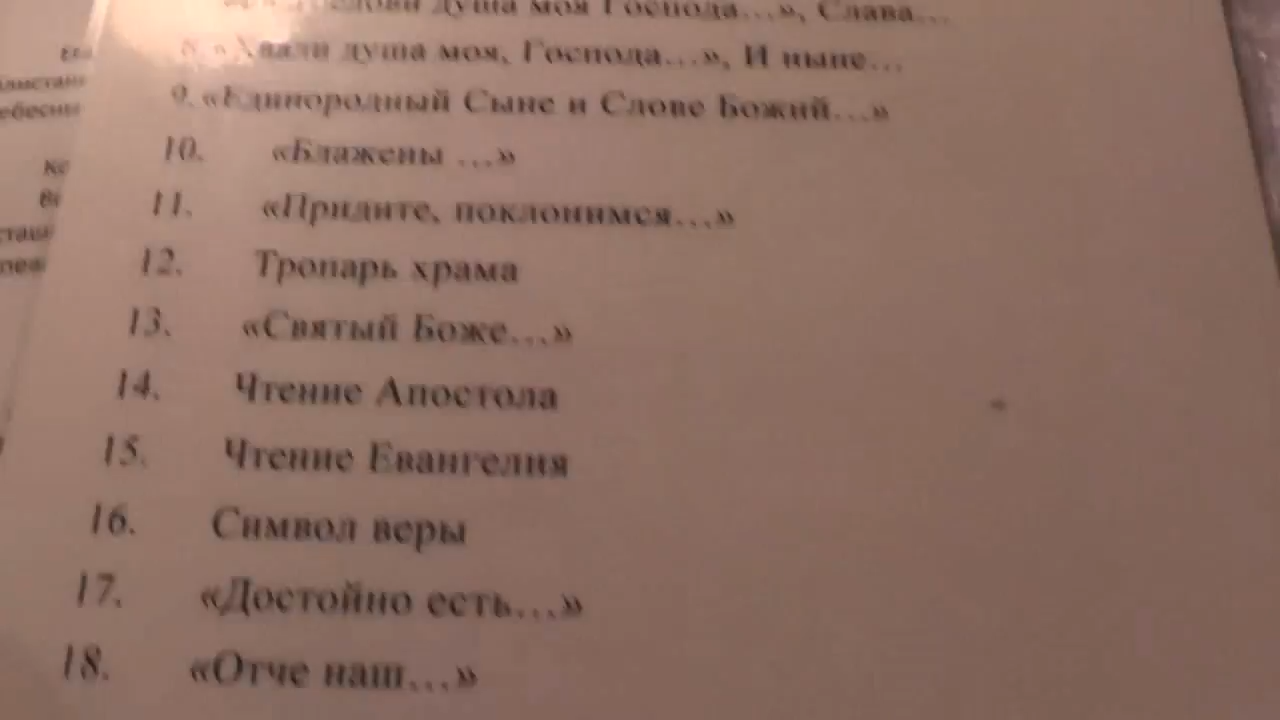 душа моя Господа...», Слава...
8. «Хвали душа моя, Господа...», И ныне...
9. «Единородный Сыне и Слове Божий...»
10. «Блажены ...»
11. «Придите, поклонимся...»
12. Тропарь храма
13. «Святый Боже...»
14. Чтение Апостола
15. Чтение Евангелия
16. Символ веры
17. «Достойно есть...»
18. «Отче наш...»